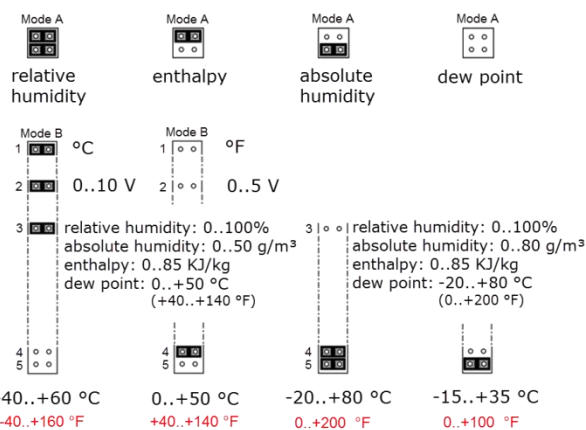 Mode A Mode A Mode A Mode A
relative humidity enthalpy absolute humidity dew point
Mode B Mode B
1 °C 1 °F
2 0..10 V 2 0..5 V
3 relative humidity: 0..100%
absolute humidity: 0..50 g/m³
enthalpy: 0..85 KJ/kg
dew point: 0..+50 °C
(+40..+140 °F)
3 relative humidity: 0..100%
absolute humidity: 0..80 g/m³
enthalpy: 0..85 KJ/kg
dew point: -20..+80 °C
(0..+200 °F)
4 4 4
5 5 5
-40..+60 °C 0..+50 °C -20..+80 °C -15..+35 °C
-40..+160 °F +40..+140 °F 0..+200 °F 0..+100 °F